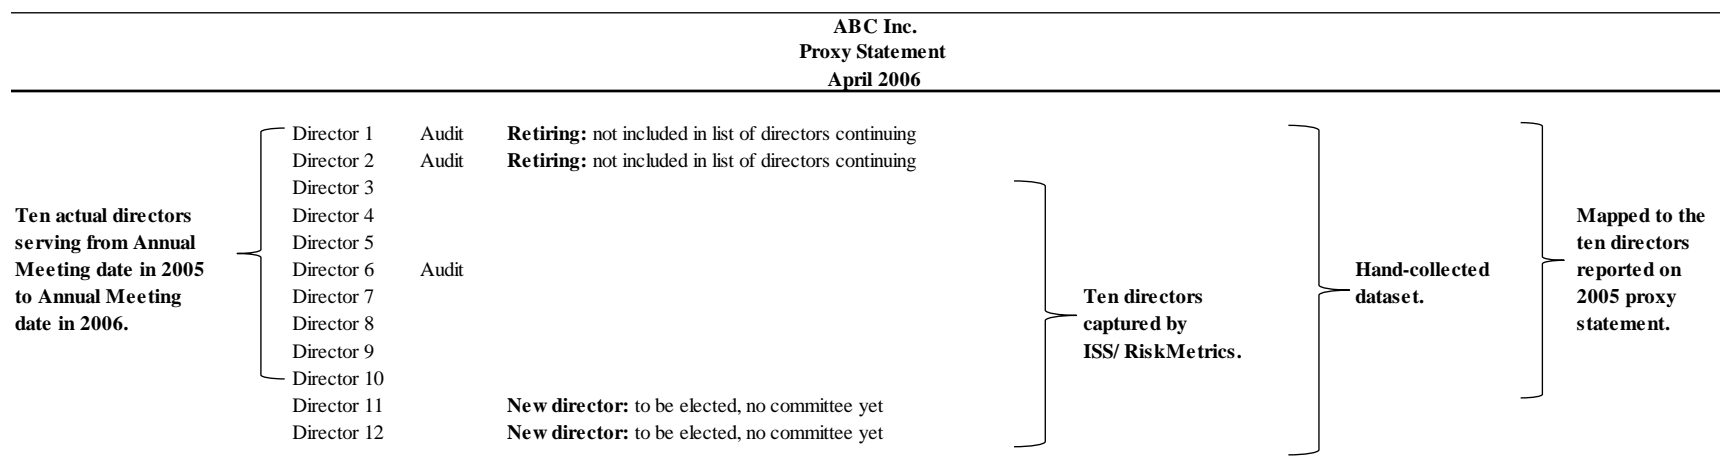 ABC Inc.
Proxy Statement
April 2006
Director 1 Audit Retiring: not included in list of directors continuing
Director 2 Audit Retiring: not included in list of directors continuing
Director 3
Ten actual directors Director 4 Mapped to the
serving from Annual Director 5 ten directors
Meeting date in 2005 Director 6 Audit Hand-collected reported on
to Annual Meeting Director 7 Ten directors dataset. 2005 proxy
date in 2006. Director 8 captured by statement.
Director 9 ISS/ RiskMetrics.
Director 10
Director 11 New director: to be elected, no committee yet
Director 12 New director: to be elected, no committee yet